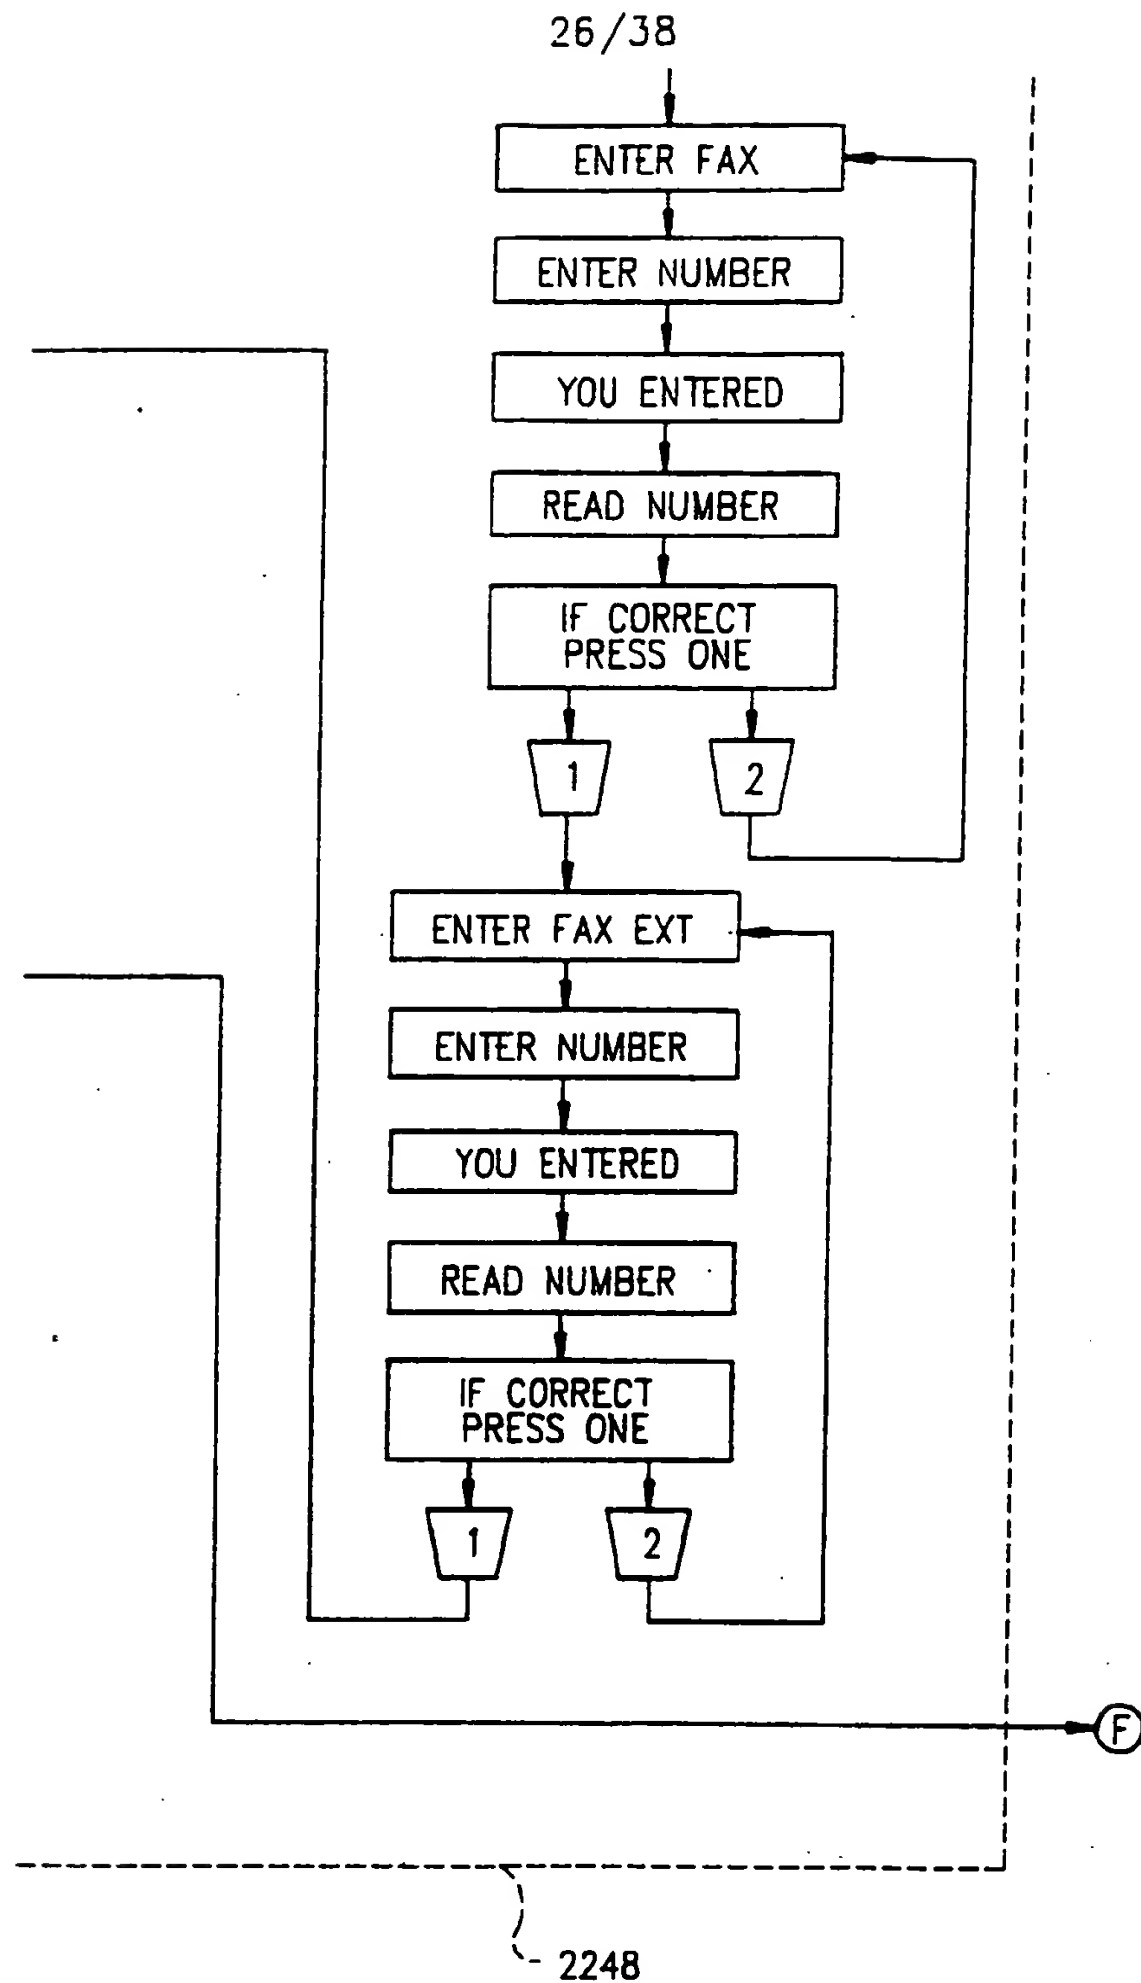 26/38
ENTER FAX
ENTER NUMBER
YOU ENTERED
READ NUMBER
IF CORRECT
PRESS ONE
1
2
ENTER FAX EXT
ENTER NUMBER
YOU ENTERED
READ NUMBER
IF CORRECT
PRESS ONE
1
2
F
2248